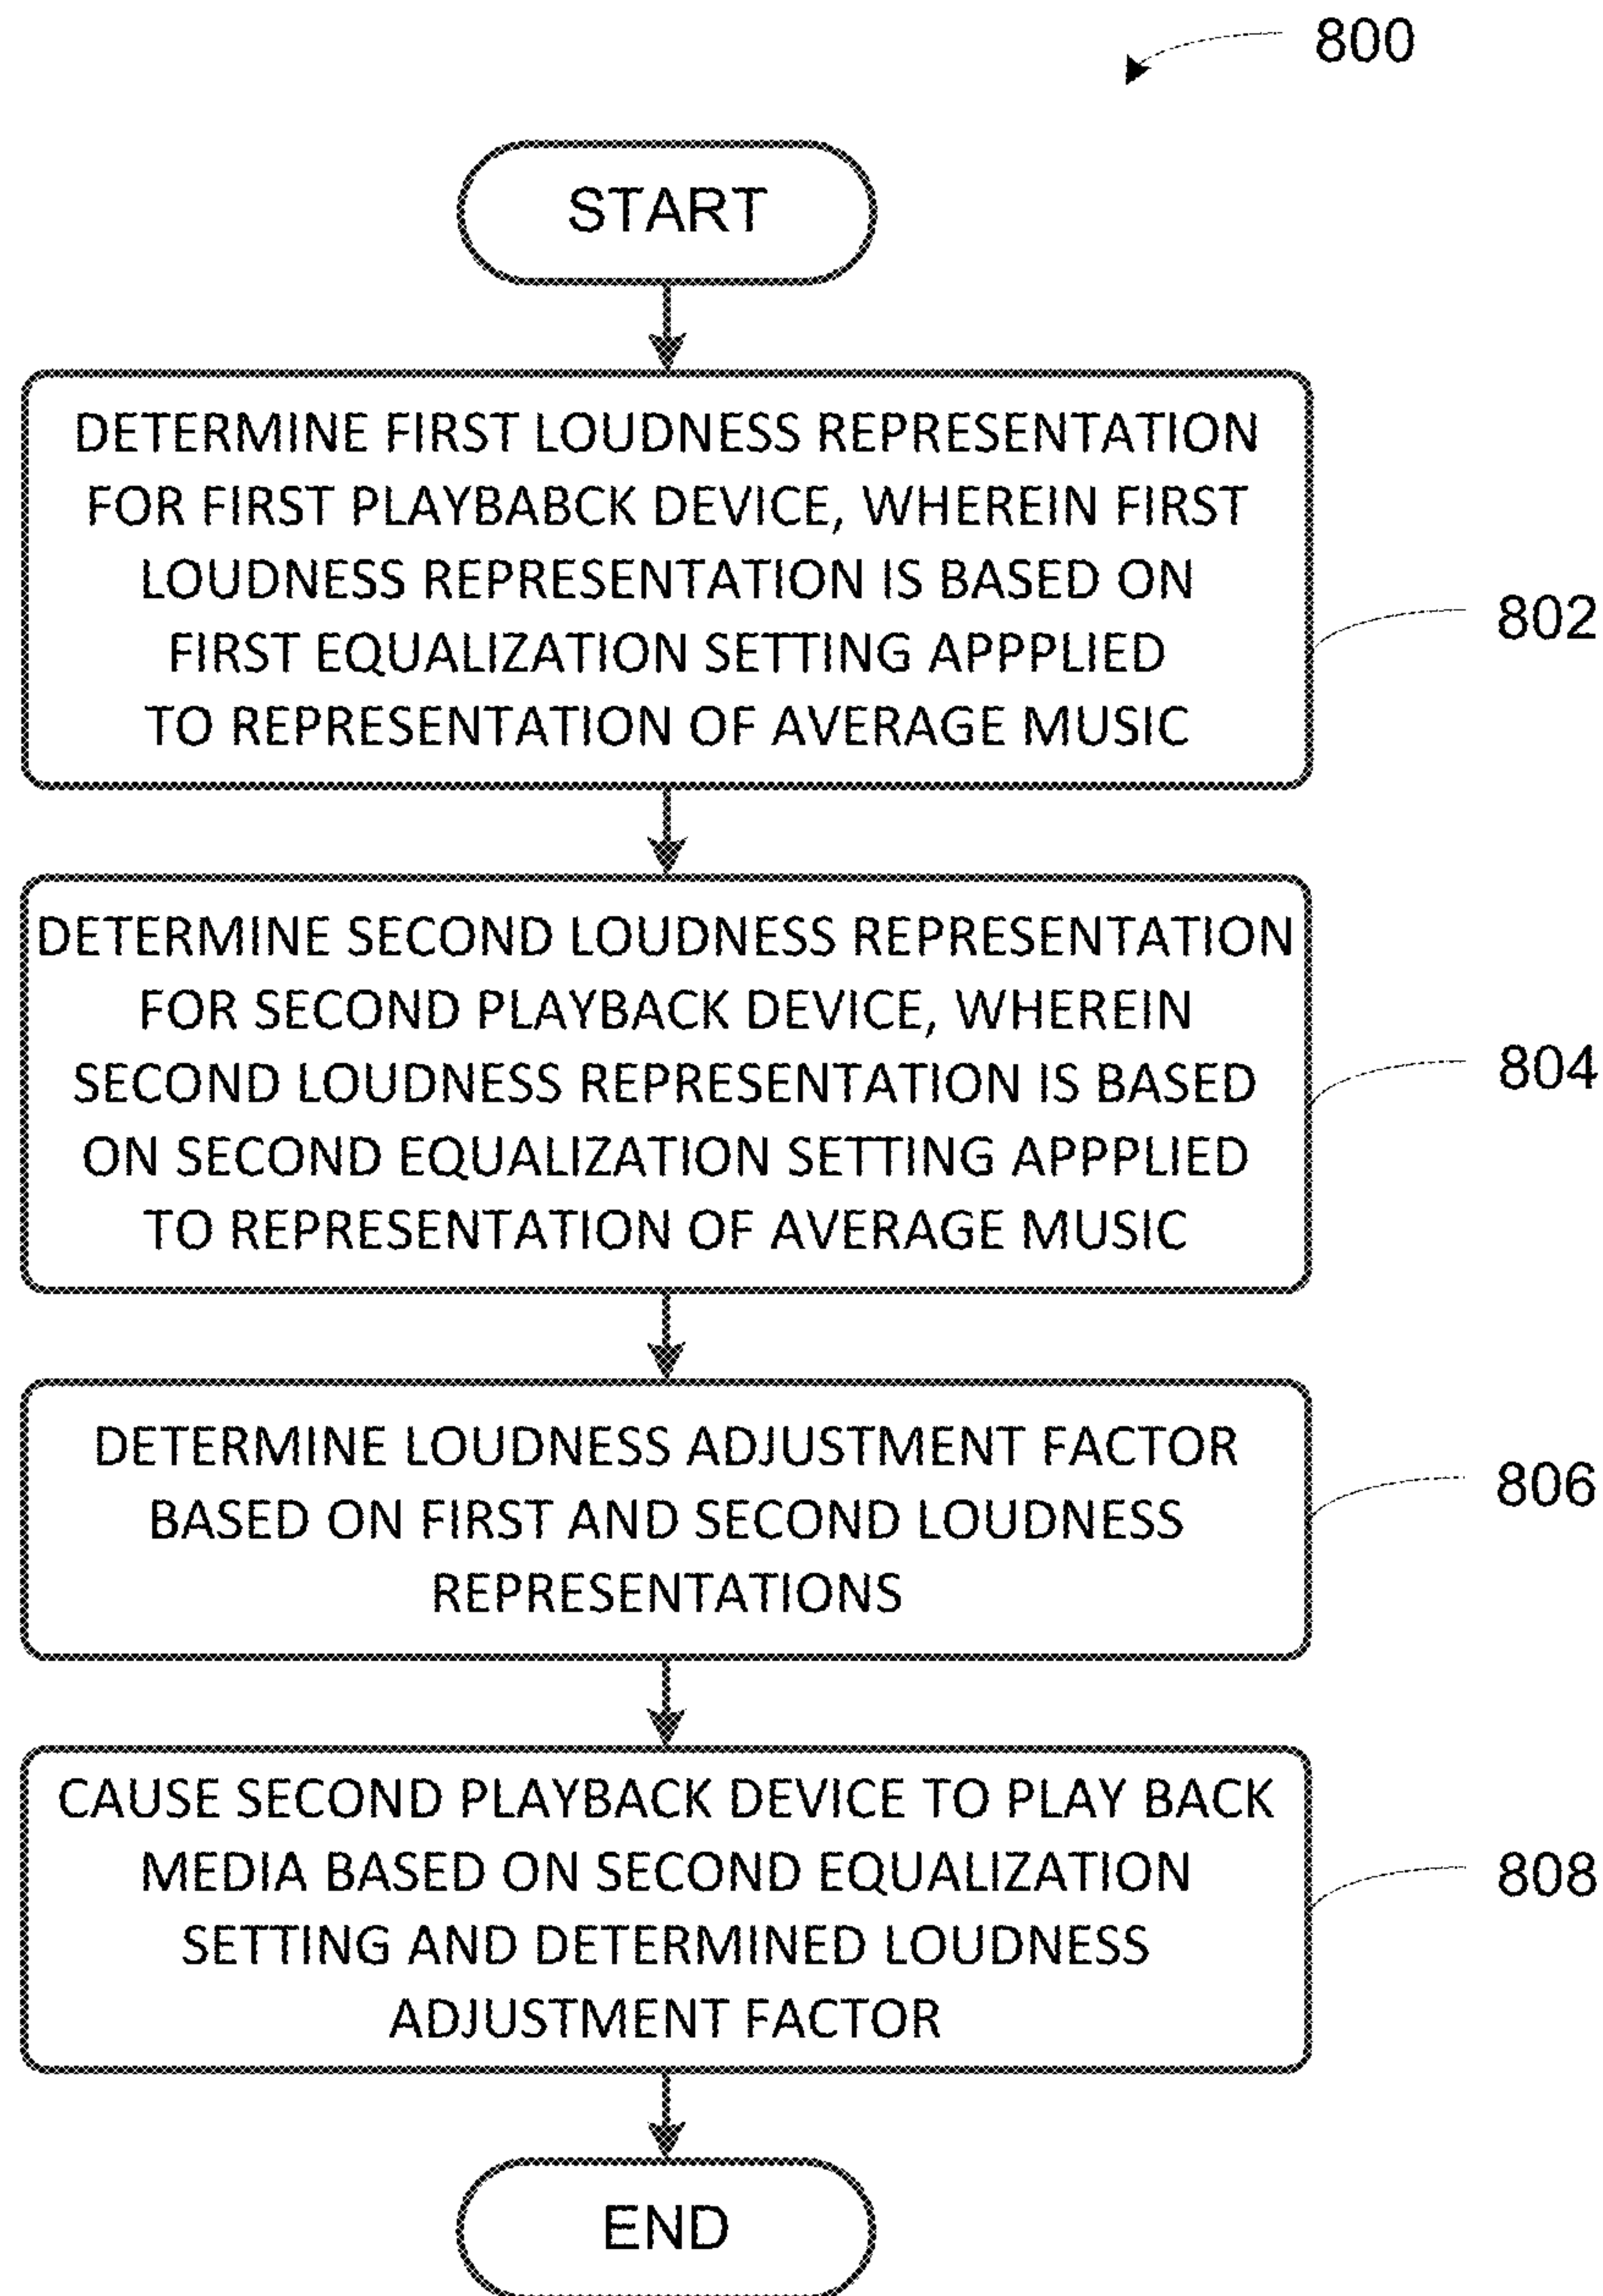 800
START
DETERMINE FIRST LOUDNESS REPRESENTATION
FOR FIRST PLAYBABCK DEVICE, WHEREIN FIRST
LOUDNESS REPRESENTATION IS BASED ON
FIRST EQUALIZATION SETTING APPPLIED
TO REPRESENTATION OF AVERAGE MUSIC
802
DETERMINE SECOND LOUDNESS REPRESENTATION
FOR SECOND PLAYBACK DEVICE, WHEREIN
SECOND LOUDNESS REPRESENTATION IS BASED
ON SECOND EQUALIZATION SETTING APPPLIED
TO REPRESENTATION OF AVERAGE MUSIC
804
DETERMINE LOUDNESS ADJUSTMENT FACTOR
BASED ON FIRST AND SECOND LOUDNESS
REPRESENTATIONS
806
CAUSE SECOND PLAYBACK DEVICE TO PLAY BACK
MEDIA BASED ON SECOND EQUALIZATION
SETTING AND DETERMINED LOUDNESS
ADJUSTMENT FACTOR
808
END